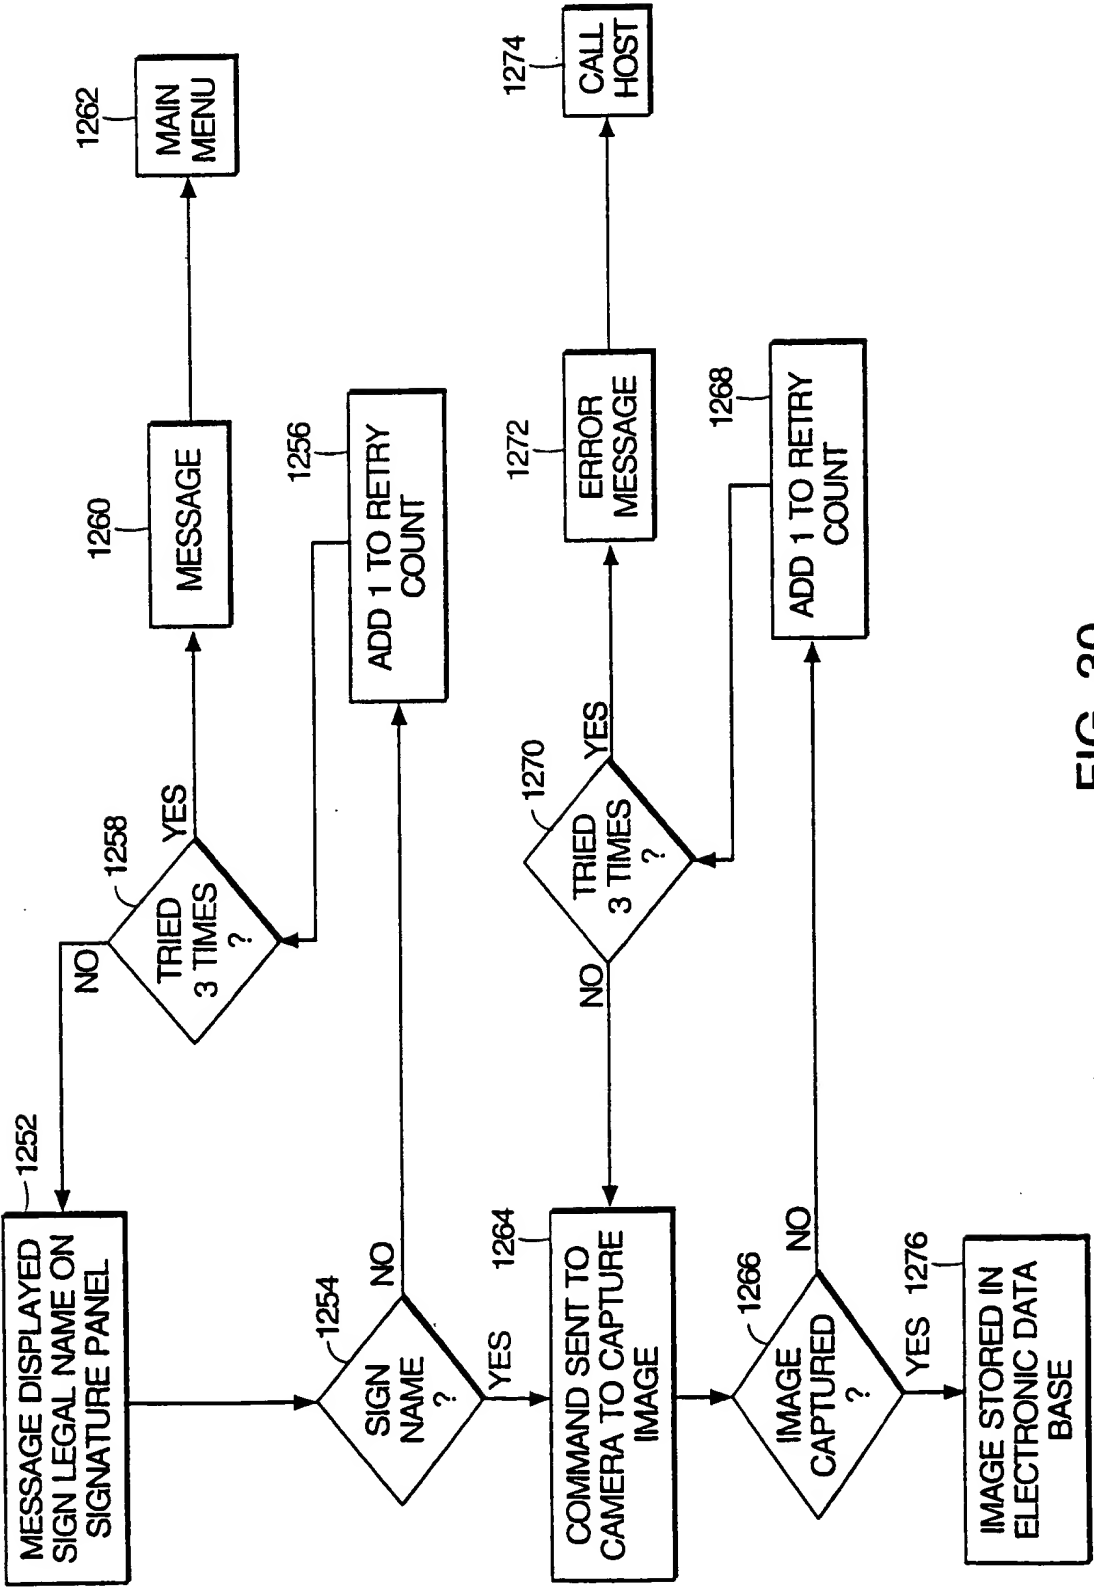 1252
MESSAGE DISPLAYED
SIGN LEGAL NAME ON
SIGNATURE PANEL
NO
1258
TRIED
3 TIMES
?
YES
1260
MESSAGE
1262
MAIN
MENU
1254
SIGN
NAME
?
NO
YES
1256
ADD 1 TO RETRY
COUNT
1264
COMMAND SENT TO
CAMERA TO CAPTURE
IMAGE
NO
1270
TRIED
3 TIMES
?
YES
1272
ERROR
MESSAGE
1274
CALL
HOST
1266
IMAGE
CAPTURED
?
NO
YES
1268
ADD 1 TO RETRY
COUNT
1276
IMAGE STORED IN
ELECTRONIC DATA
BASE
FIG.